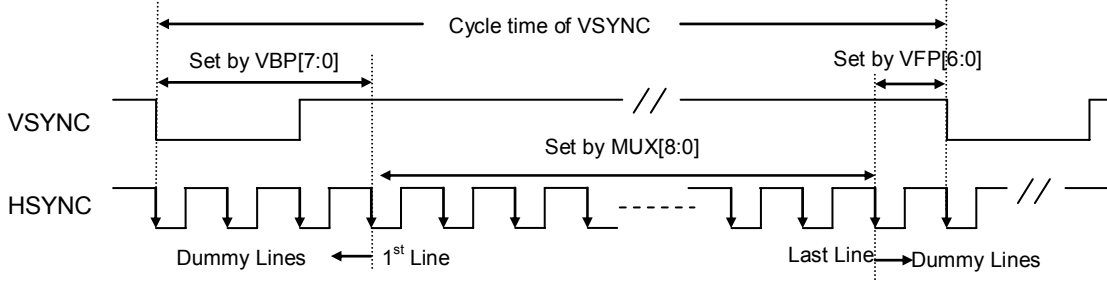 Cycle time of VSYNC
Set by VBP[7:0]
Set by VFP[6:0]
VSYNC
Set by MUX[8:0]
HSYNC
Dummy Lines
1st Line
Last Line
Dummy Lines